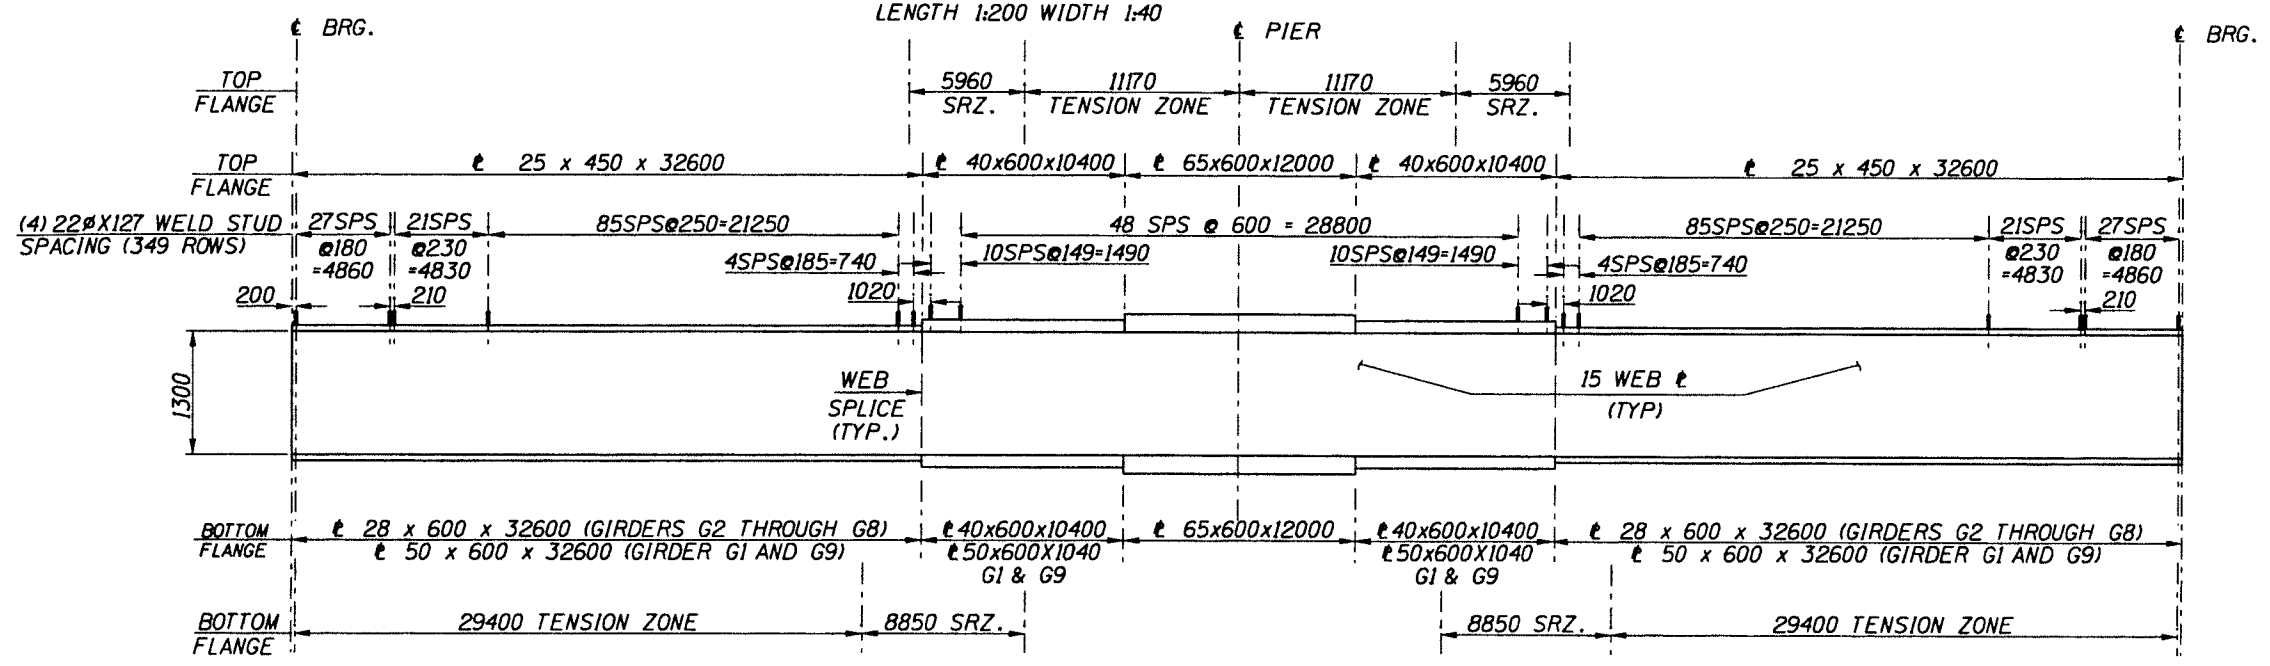 LENGTH 1:200 WIDTH 1:40
℄ BRG.
℄ PIER
℄ BRG.
TOP
FLANGE
5960
SRZ.
11170
TENSION ZONE
11170
TENSION ZONE
5960
SRZ.
TOP
FLANGE
℄ 25 x 450 x 32600
℄ 40x600x10400
℄ 65x600x12000
℄ 40x600x10400
℄ 25 x 450 x 32600
(4) 22ØX127 WELD STUD
SPACING (349 ROWS)
27SPS
@180
=4860
21SPS
@230
=4830
85SPS@250=21250
48 SPS @ 600 = 28800
85SPS@250=21250
21SPS
@230
=4830
27SPS
@180
=4860
4SPS@185=740
10SPS@149=1490
10SPS@149=1490
4SPS@185=740
200
210
1020
1020
210
1300
WEB
SPLICE
(TYP.)
15 WEB ℄
(TYP)
BOTTOM
FLANGE
℄ 28 x 600 x 32600 (GIRDERS G2 THROUGH G8)
℄ 50 x 600 x 32600 (GIRDER G1 AND G9)
℄ 40x600x10400
℄ 50x600X1040
G1 & G9
℄ 65x600x12000
℄ 40x600x10400
℄ 50x600X1040
G1 & G9
℄ 28 x 600 x 32600 (GIRDERS G2 THROUGH G8)
℄ 50 x 600 x 32600 (GIRDER G1 AND G9)
BOTTOM
FLANGE
29400 TENSION ZONE
8850 SRZ.
8850 SRZ.
29400 TENSION ZONE